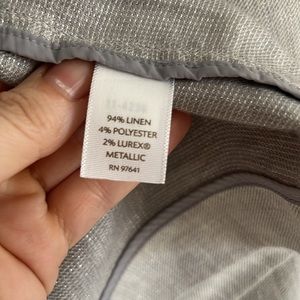 94% LINEN
4% POLYESTER
2% LUREX®
METALLIC
RN 97641